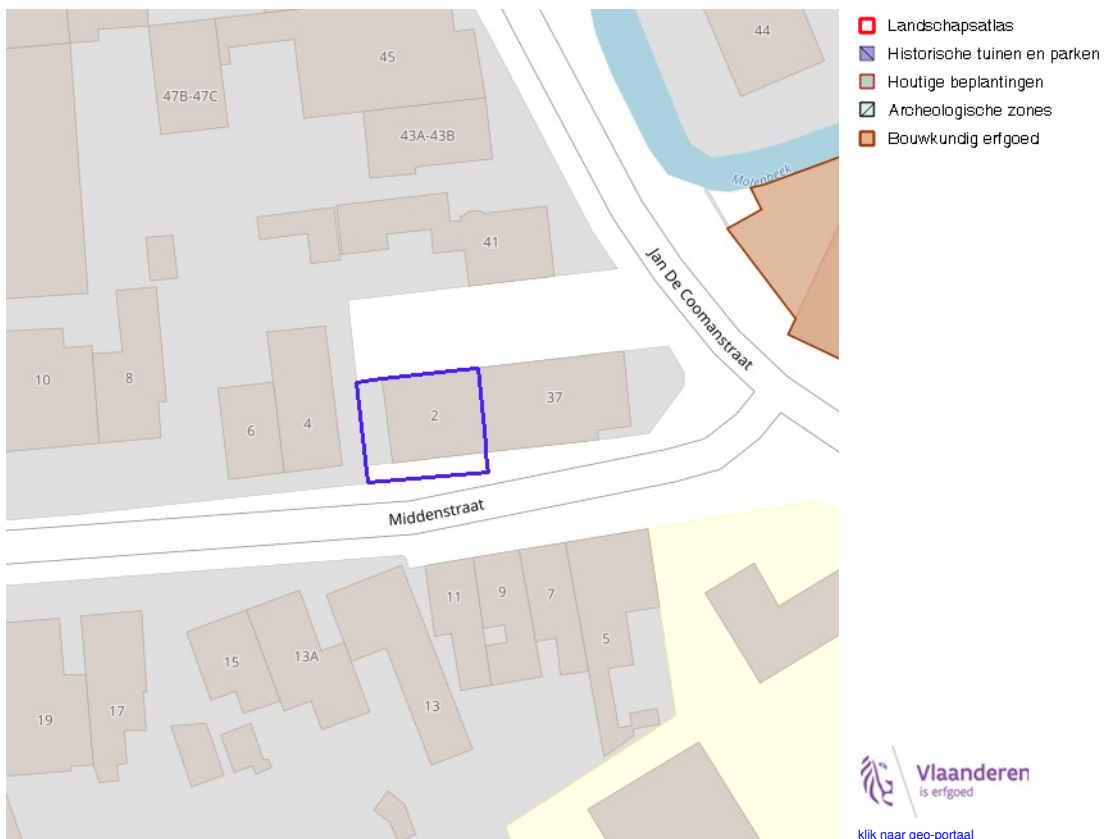 44
45
47B-47C
43A-43B
Molenbeek
41
Jan De Coomanstraat
10
8
2
37
6
4
Middenstraat
11
9
7
5
15
13A
13
19
17
Landschapsatlas
Historische tuinen en parken
Houtige beplantingen
Archeologische zones
Bouwkundig erfgoed
Vlaanderen
is erfgoed
klik naar geo-portaal